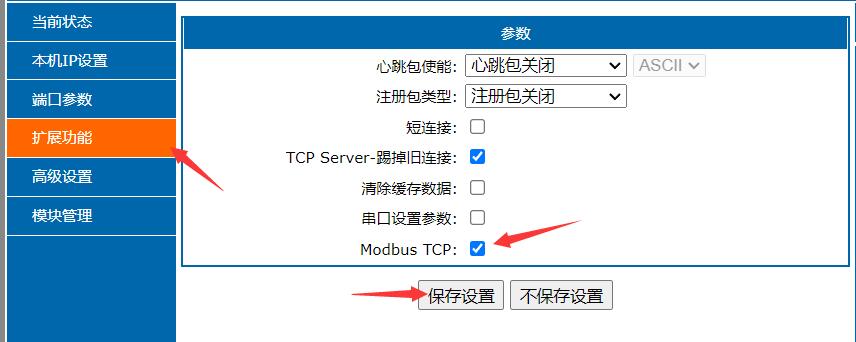 当前状态
本机IP设置
端口参数
扩展功能
高级设置
模块管理
参数
心跳包使能: 心跳包关闭 ASCII
注册包类型: 注册包关闭
短连接:
TCP Server-踢掉旧连接:
清除缓存数据:
串口设置参数:
Modbus TCP:
保存设置 不保存设置